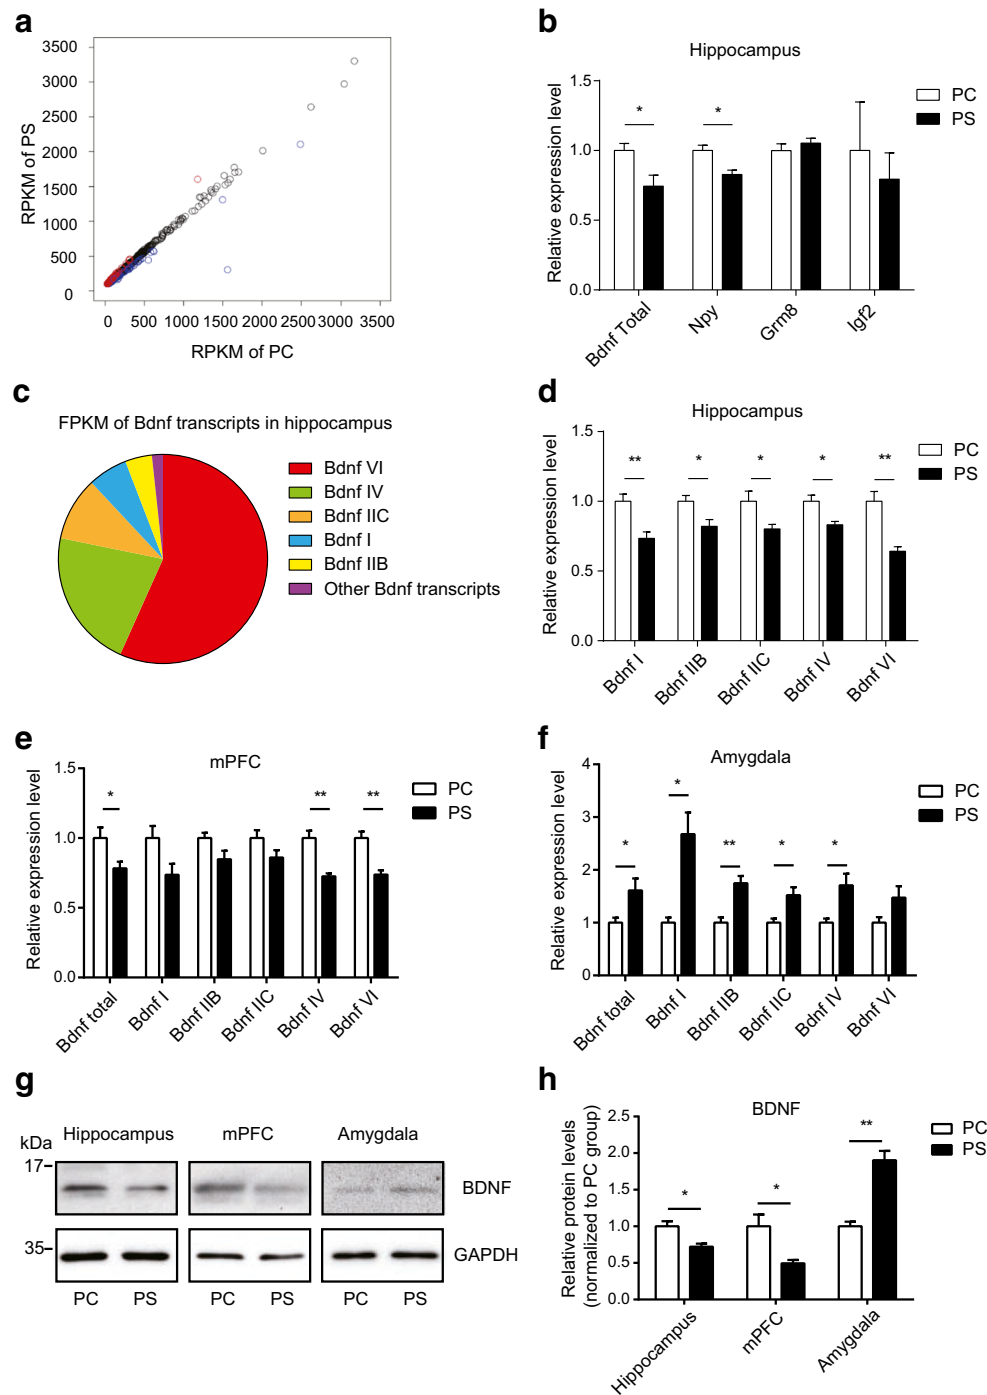 a
RPKM of PS
3500
3000
2500
2000
1500
1000
500
0
0 500 1000 1500 2000 2500 3000 3500
RPKM of PC
b
Hippocampus
Relative expression level
1.5
1.0
0.5
0.0
* *
PC
PS
Bdnf Total Npy Grm8 Igf2
c
FPKM of Bdnf transcripts in hippocampus
Bdnf VI
Bdnf IV
Bdnf IIC
Bdnf I
Bdnf IIB
Other Bdnf transcripts
d
Hippocampus
Relative expression level
1.5
1.0
0.5
0.0
** * * * **
PC
PS
Bdnf I Bdnf IIB Bdnf IIC Bdnf IV Bdnf VI
e
mPFC
Relative expression level
1.5
1.0
0.5
0.0
* ** **
PC
PS
Bdnf total Bdnf I Bdnf IIB Bdnf IIC Bdnf IV Bdnf VI
f
Amygdala
Relative expression level
4
3
2
1
0
* * ** * *
PC
PS
Bdnf total Bdnf I Bdnf IIB Bdnf IIC Bdnf IV Bdnf VI
g
kDa Hippocampus mPFC Amygdala
17
BDNF
35
GAPDH
PC PS PC PS PC PS
h
BDNF
Relative protein levels
(normalized to PC group)
2.5
2.0
1.5
1.0
0.5
0.0
* * **
PC
PS
Hippocampus mPFC Amygdala